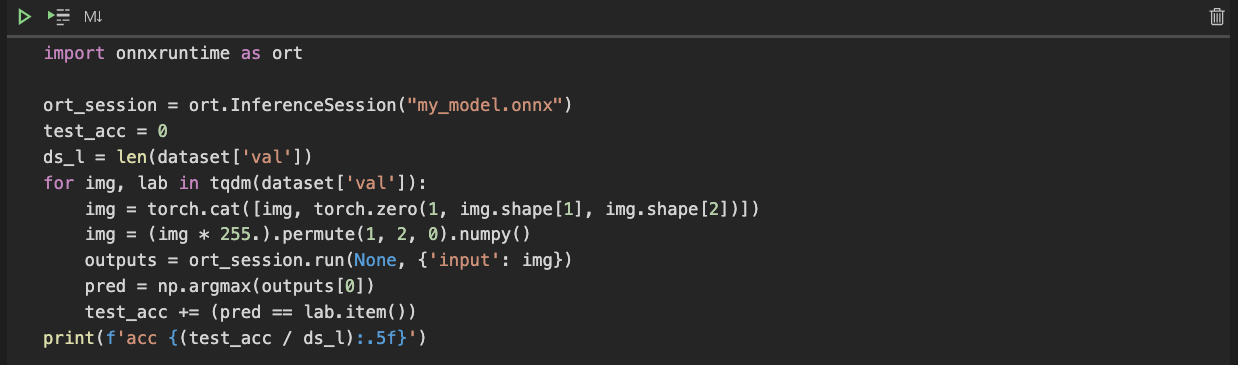 M↓
import onnxruntime as ort
ort_session = ort.InferenceSession("my_model.onnx")
test_acc = 0
ds_l = len(dataset['val'])
for img, lab in tqdm(dataset['val']):
    img = torch.cat([img, torch.zero(1, img.shape[1], img.shape[2])])
    img = (img * 255.).permute(1, 2, 0).numpy()
    outputs = ort_session.run(None, {'input': img})
    pred = np.argmax(outputs[0])
    test_acc += (pred == lab.item())
print(f'acc {(test_acc / ds_l):.5f}')